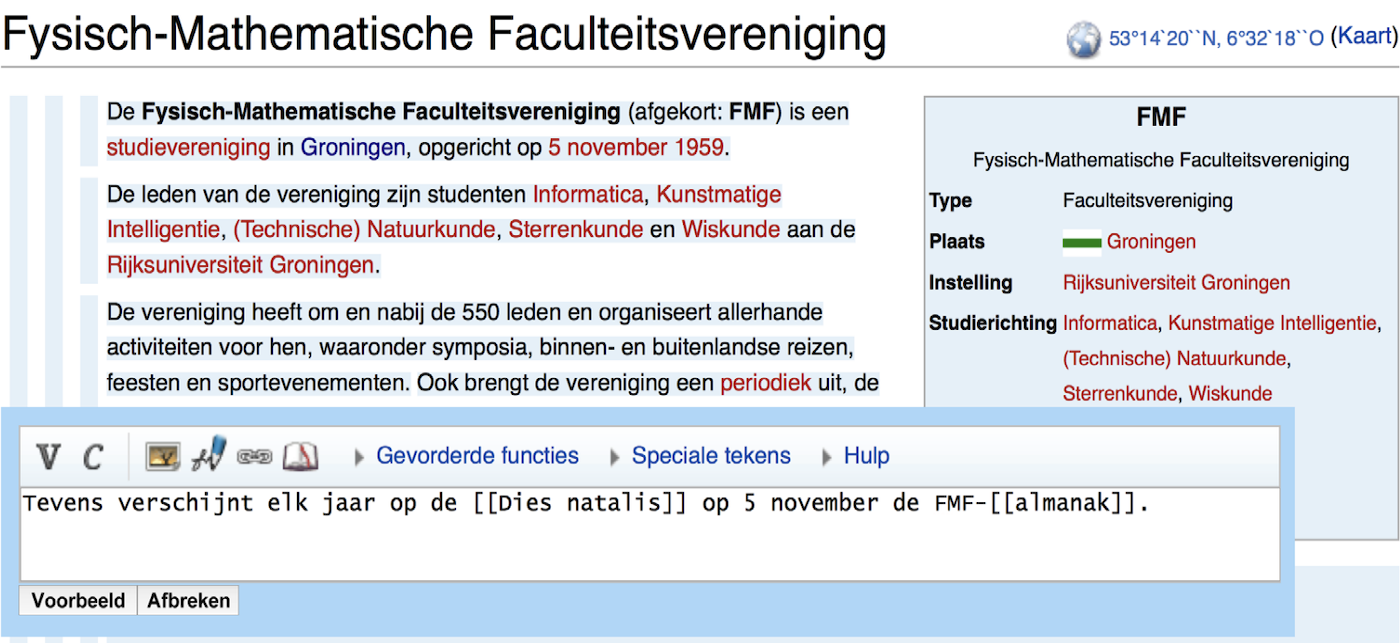 Fysisch-Mathematische Faculteitsvereniging
53°14`20``N, 6°32`18``O (Kaart)
De Fysisch-Mathematische Faculteitsvereniging (afgekort: FMF) is een
studievereniging in Groningen, opgericht op 5 november 1959.
De leden van de vereniging zijn studenten Informatica, Kunstmatige
Intelligentie, (Technische) Natuurkunde, Sterrenkunde en Wiskunde aan de
Rijksuniversiteit Groningen.
De vereniging heeft om en nabij de 550 leden en organiseert allerhande
activiteiten voor hen, waaronder symposia, binnen- en buitenlandse reizen,
feesten en sportevenementen. Ook brengt de vereniging een periodiek uit, de
FMF
Fysisch-Mathematische Faculteitsvereniging
Type Faculteitsvereniging
Plaats Groningen
Instelling Rijksuniversiteit Groningen
Studierichting Informatica, Kunstmatige Intelligentie,
(Technische) Natuurkunde,
Sterrenkunde, Wiskunde
V C Gevorderde functies Speciale tekens Hulp
Tevens verschijnt elk jaar op de [[Dies natalis]] op 5 november de FMF-[[almanak]].
Voorbeeld Afbreken